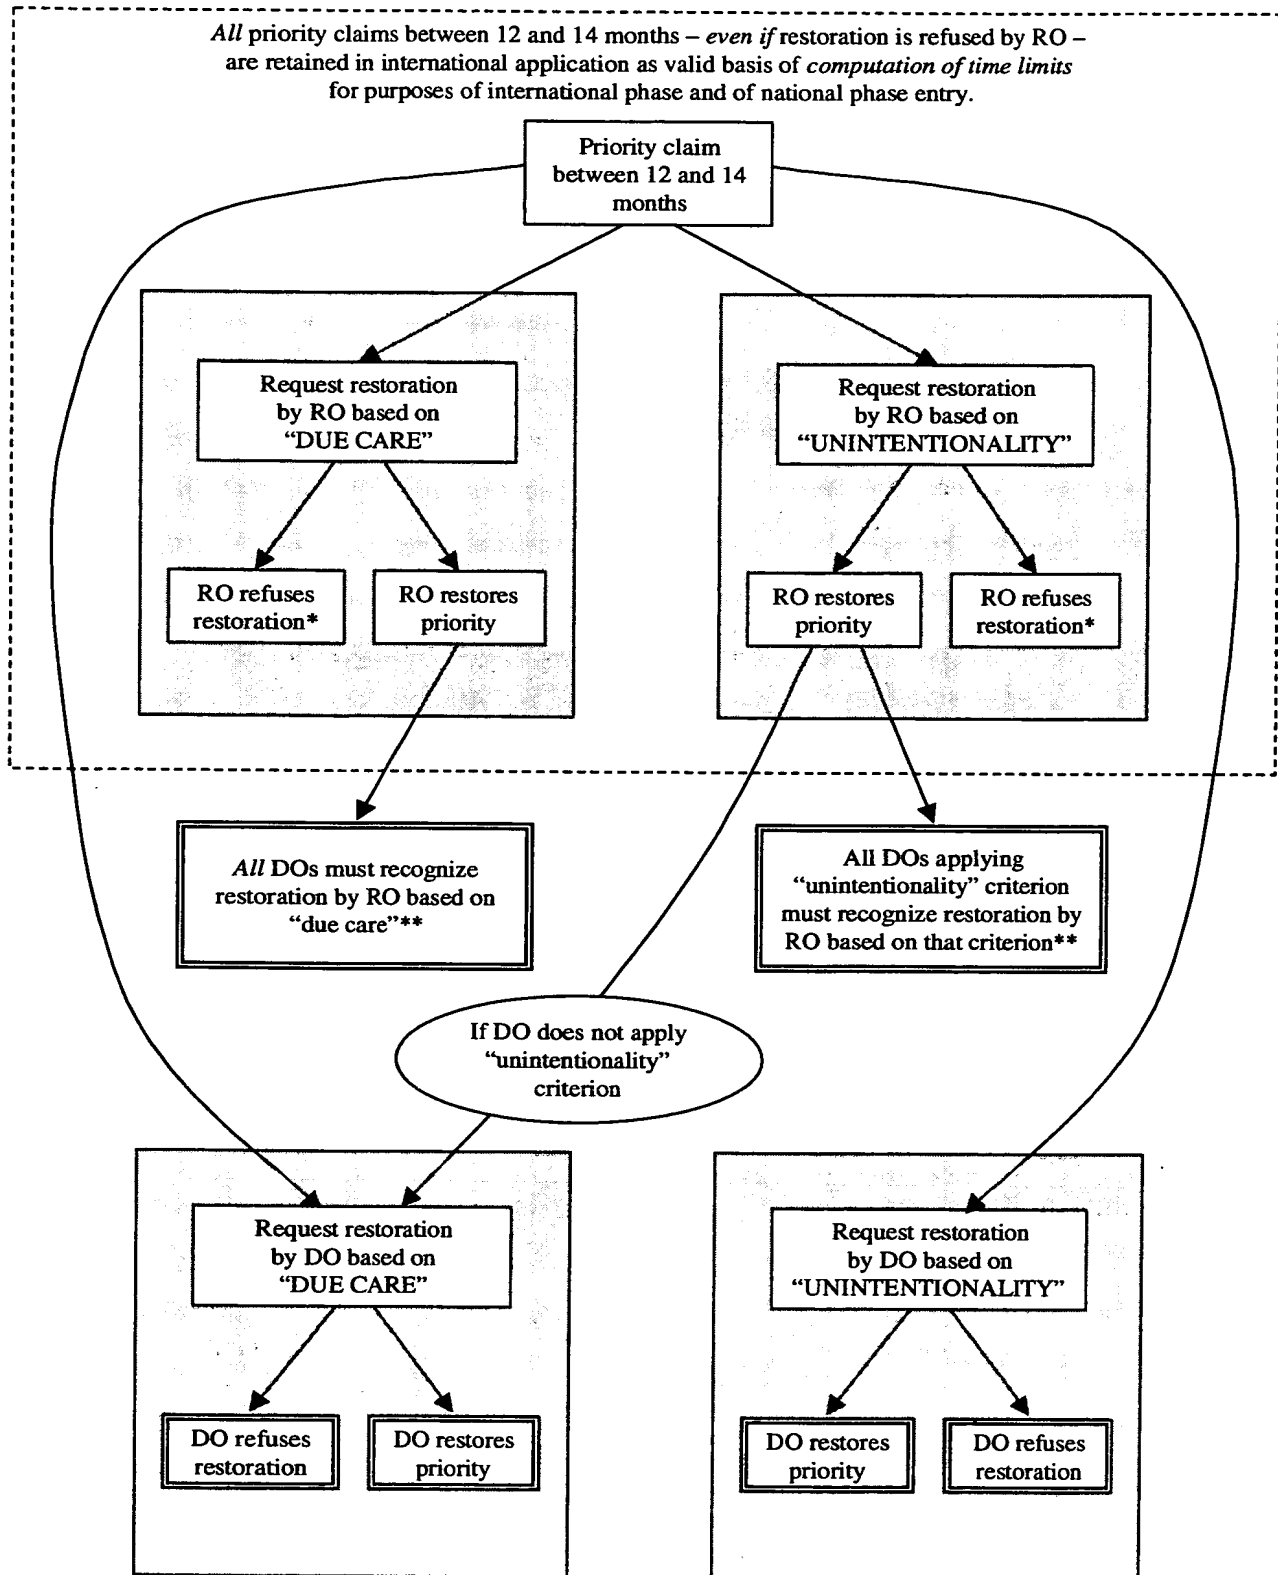 All priority claims between 12 and 14 months – even if restoration is refused by RO –
are retained in international application as valid basis of computation of time limits
for purposes of international phase and of national phase entry.
Priority claim
between 12 and 14
months
Request restoration
by RO based on
“DUE CARE”
Request restoration
by RO based on
“UNINTENTIONALITY”
RO refuses
restoration*
RO restores
priority
RO restores
priority
RO refuses
restoration*
All DOs must recognize
restoration by RO based on
“due care”**
All DOs applying
“unintentionality” criterion
must recognize restoration by
RO based on that criterion**
If DO does not apply
“unintentionality”
criterion
Request restoration
by DO based on
“DUE CARE”
Request restoration
by DO based on
“UNINTENTIONALITY”
DO refuses
restoration
DO restores
priority
DO restores
priority
DO refuses
restoration